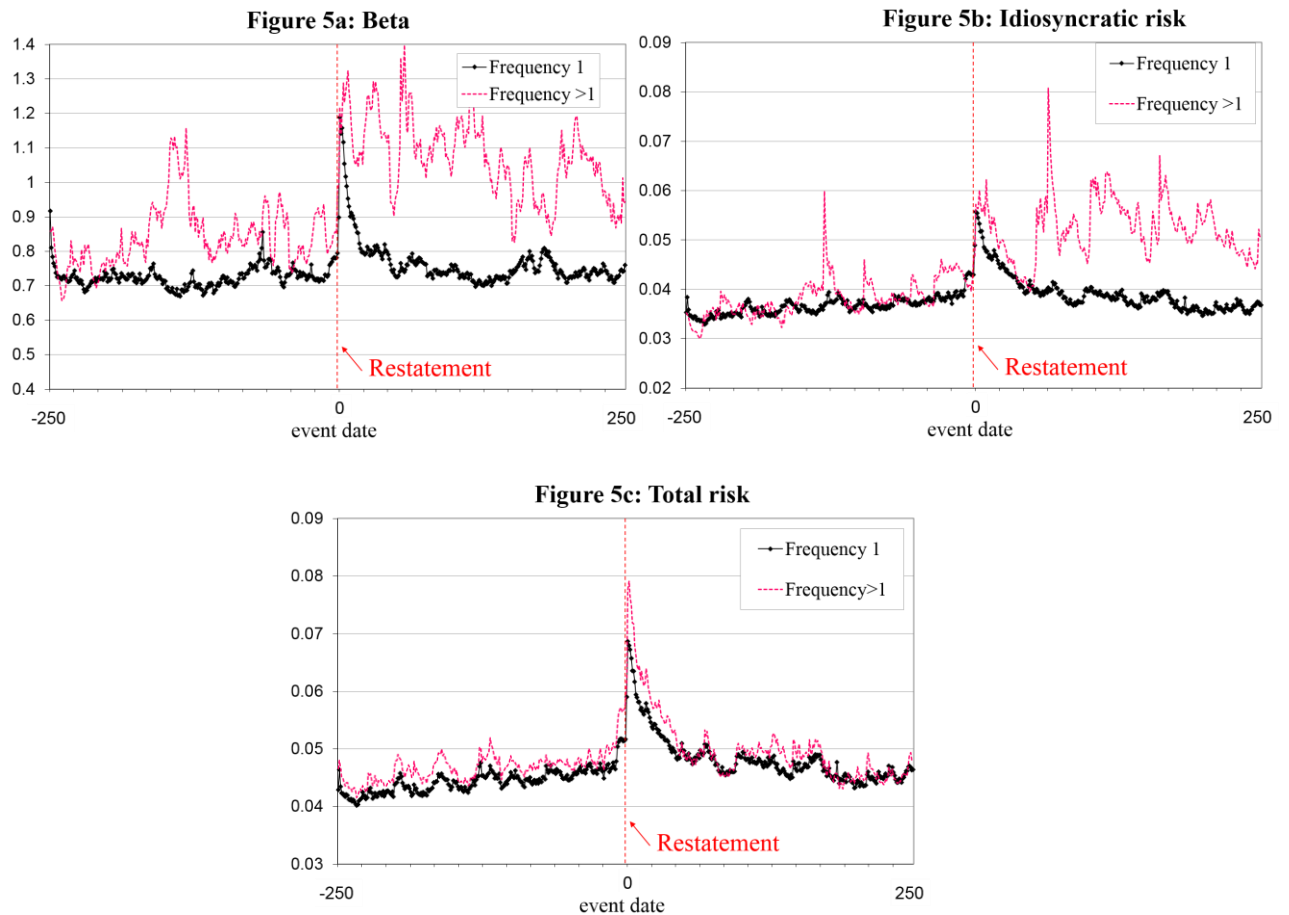 Figure 5a: Beta
1.4
1.3
1.2
1.1
1
0.9
0.8
0.7
0.6
0.5
0.4
Frequency 1
Frequency >1
Restatement
-250
0
250
event date
Figure 5b: Idiosyncratic risk
0.09
0.08
0.07
0.06
0.05
0.04
0.03
0.02
Frequency 1
Frequency >1
Restatement
-250
0
250
event date
Figure 5c: Total risk
0.09
0.08
0.07
0.06
0.05
0.04
0.03
Frequency 1
Frequency>1
Restatement
-250
0
250
event date